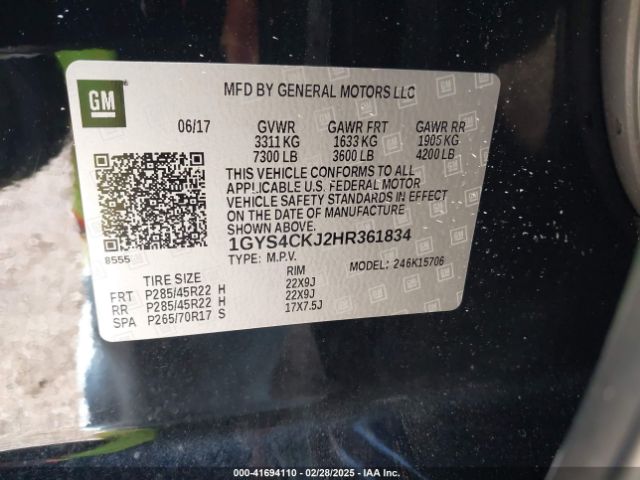 GM
MFD BY GENERAL MOTORS LLC
06/17 GVWR GAWR FRT GAWR RR
3311 KG 1633 KG 1905 KG
7300 LB 3600 LB 4200 LB
THIS VEHICLE CONFORMS TO ALL
APPLICABLE U.S. FEDERAL MOTOR
VEHICLE SAFETY STANDARDS IN EFFECT
ON THE DATE OF MANUFACTURE
SHOWN ABOVE.
1GYS4CKJ2HR361834
8555 TYPE: M.P.V. MODEL: 246K15706
TIRE SIZE RIM
FRT P285/45R22 H 22X9J
RR P285/45R22 H 22X9J
SPA P265/70R17 S 17X7.5J
000-41694110 | 02/28/2025 - IAA Inc.